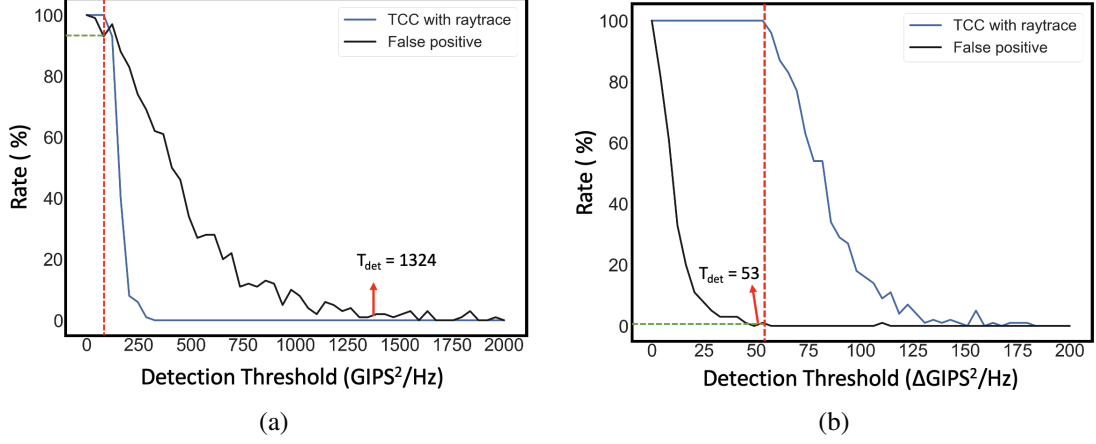 100
80
60
40
20
0
Rate ( %)
TCC with raytrace
False positive
T_det = 1324
0 250 500 750 1000 1250 1500 1750 2000
Detection Threshold (GIPS²/Hz)
(a)
100
80
60
40
20
0
Rate ( %)
TCC with raytrace
False positive
T_det = 53
0 25 50 75 100 125 150 175 200
Detection Threshold (ΔGIPS²/Hz)
(b)